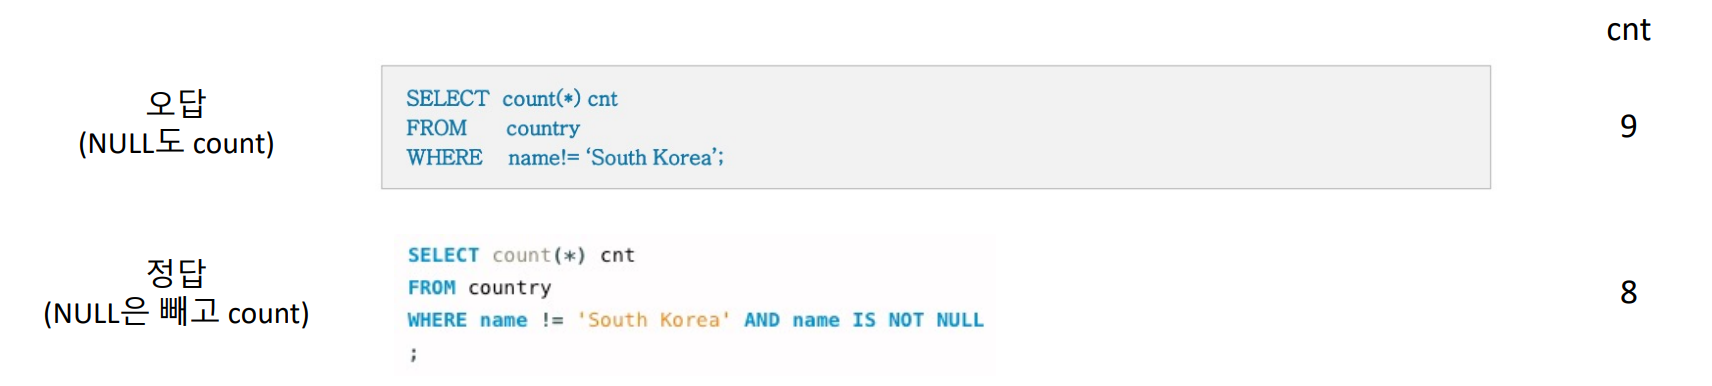 cnt
오답
(NULL도 count)
SELECT count(*) cnt
FROM country
WHERE name!= ‘South Korea’;
9
정답
(NULL은 빼고 count)
SELECT count(*) cnt
FROM country
WHERE name != 'South Korea' AND name IS NOT NULL
;
8